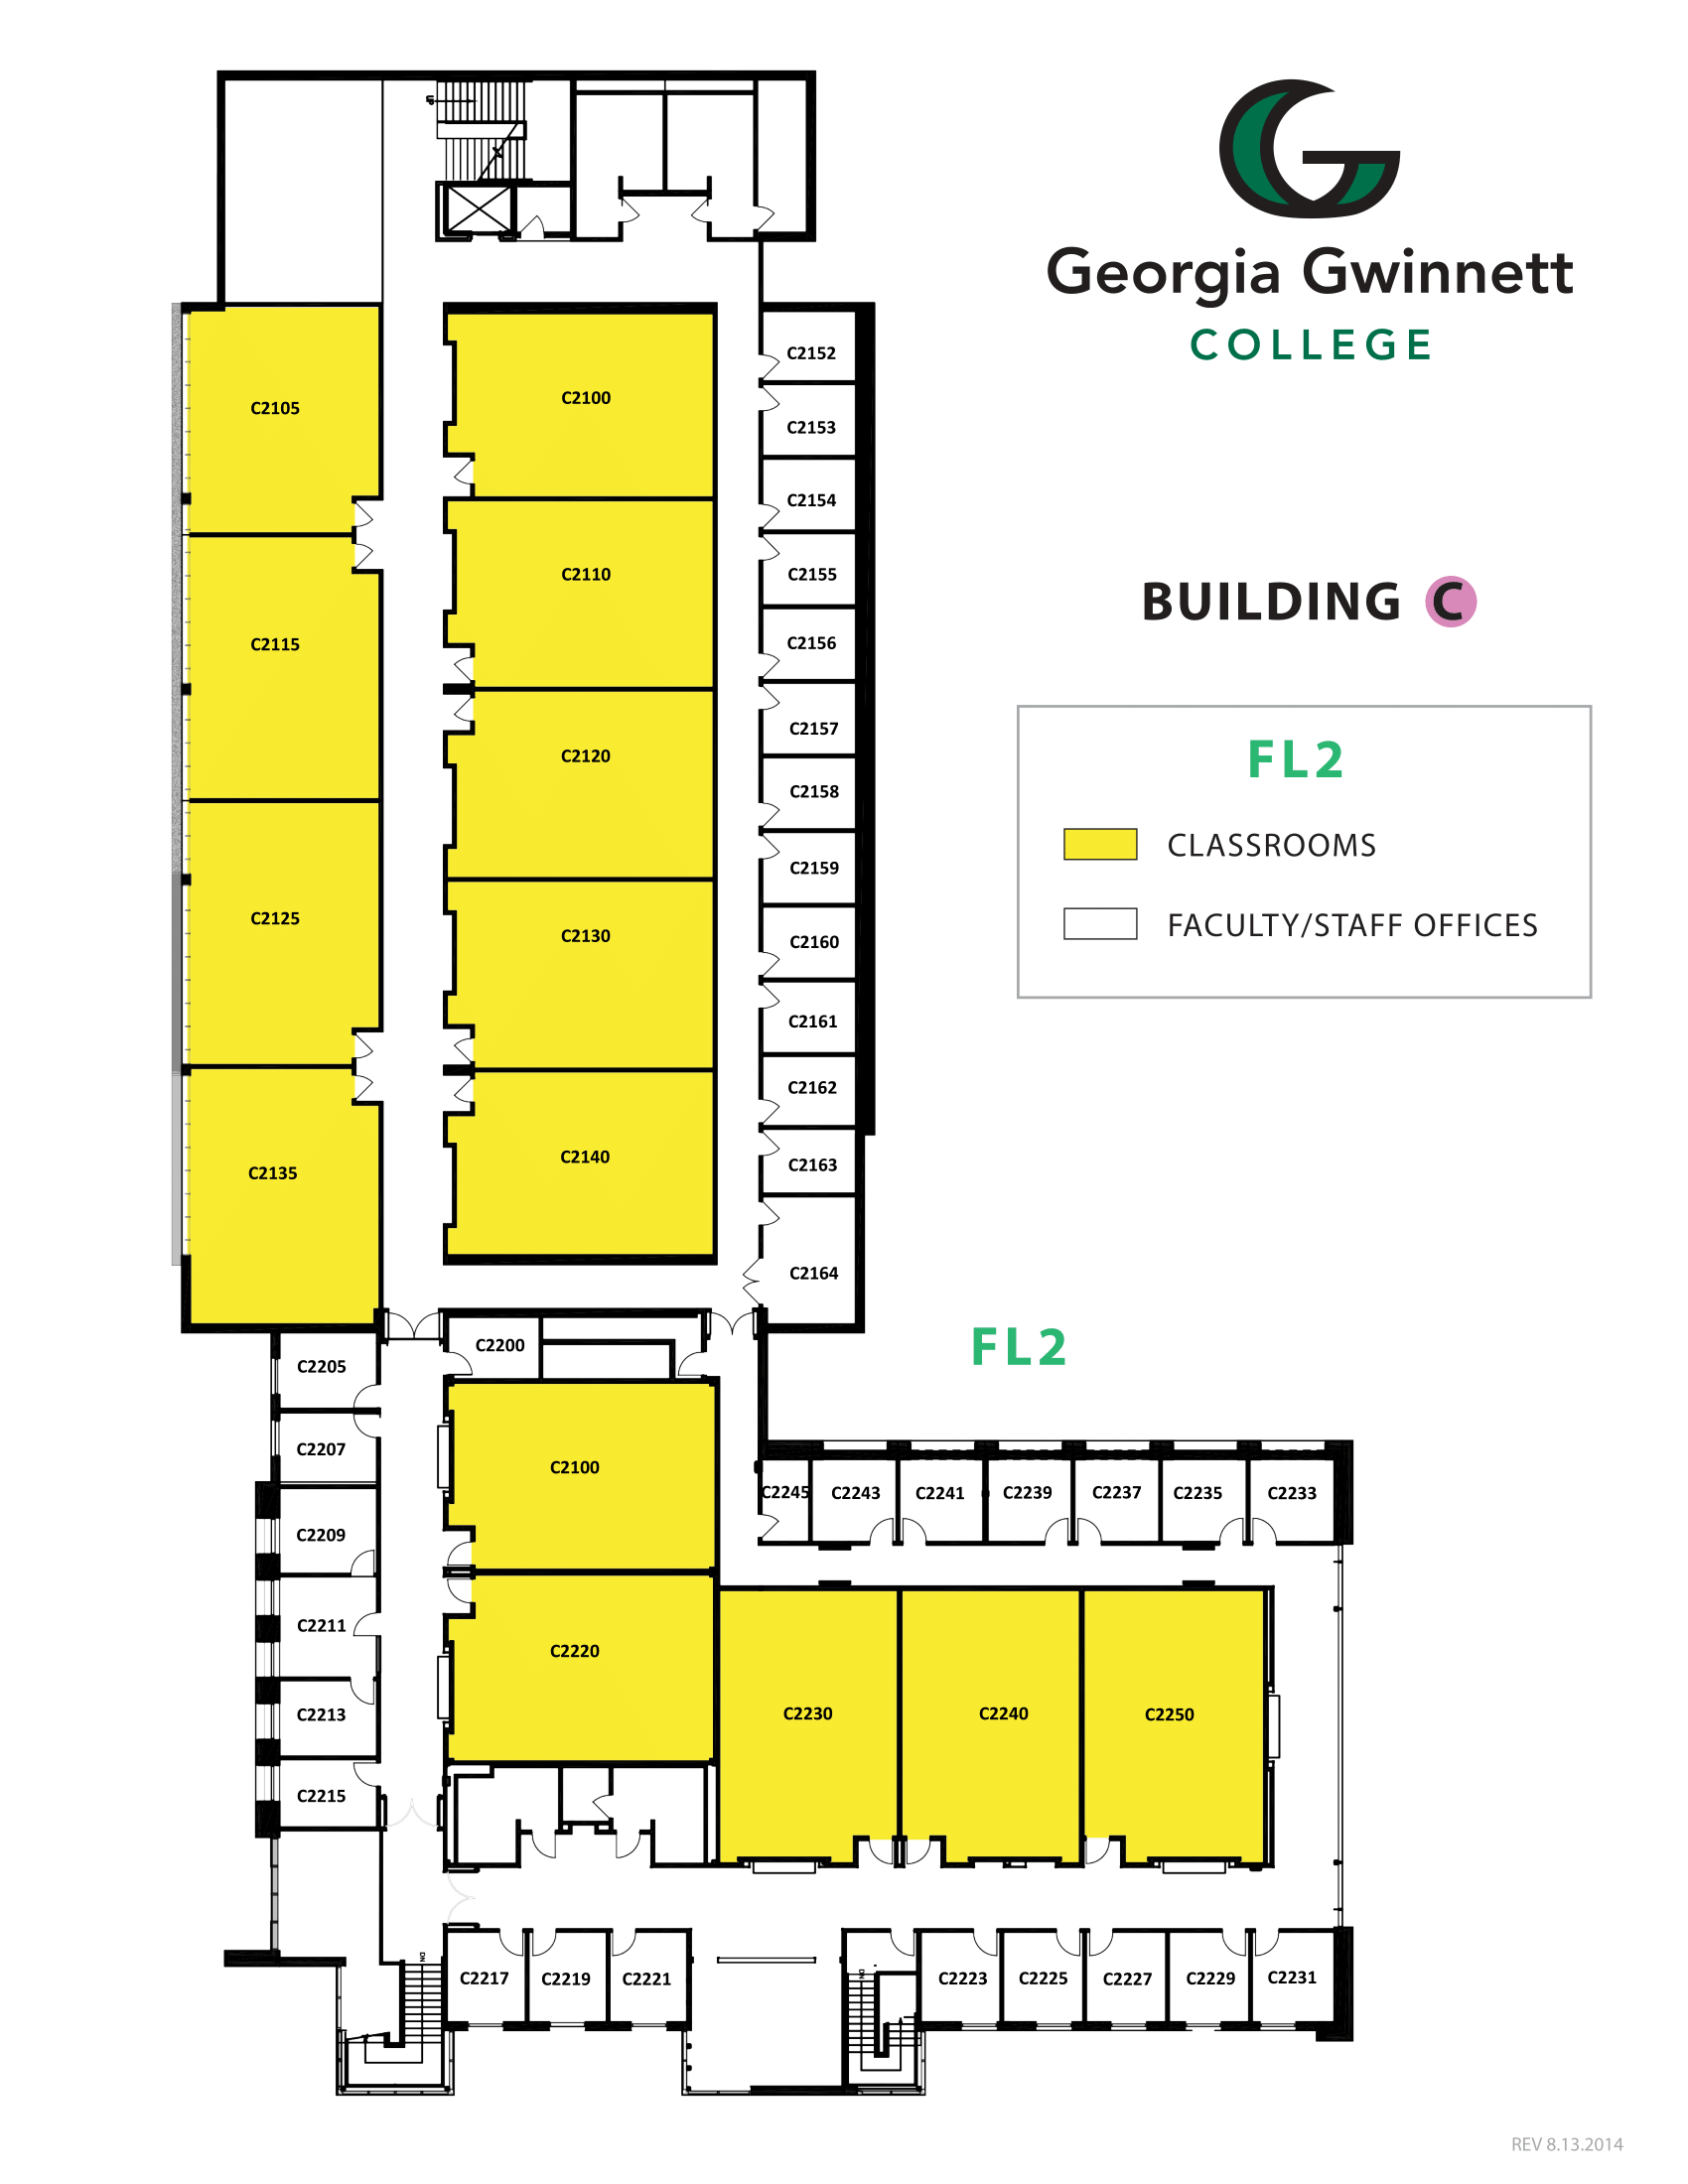 UP
Georgia Gwinnett
COLLEGE
BUILDING C
FL2
CLASSROOMS
FACULTY/STAFF OFFICES
C2105
C2100
C2152
C2153
C2154
C2110
C2155
C2115
C2156
C2120
C2157
C2158
C2159
C2125
C2130
C2160
C2161
C2162
C2135
C2140
C2163
C2164
FL2
C2200
C2205
C2207
C2100
C2245
C2243
C2241
C2239
C2237
C2235
C2233
C2209
C2211
C2220
C2213
C2230
C2240
C2250
C2215
DN
C2217
C2219
C2221
DN
C2223
C2225
C2227
C2229
C2231
REV 8.13.2014